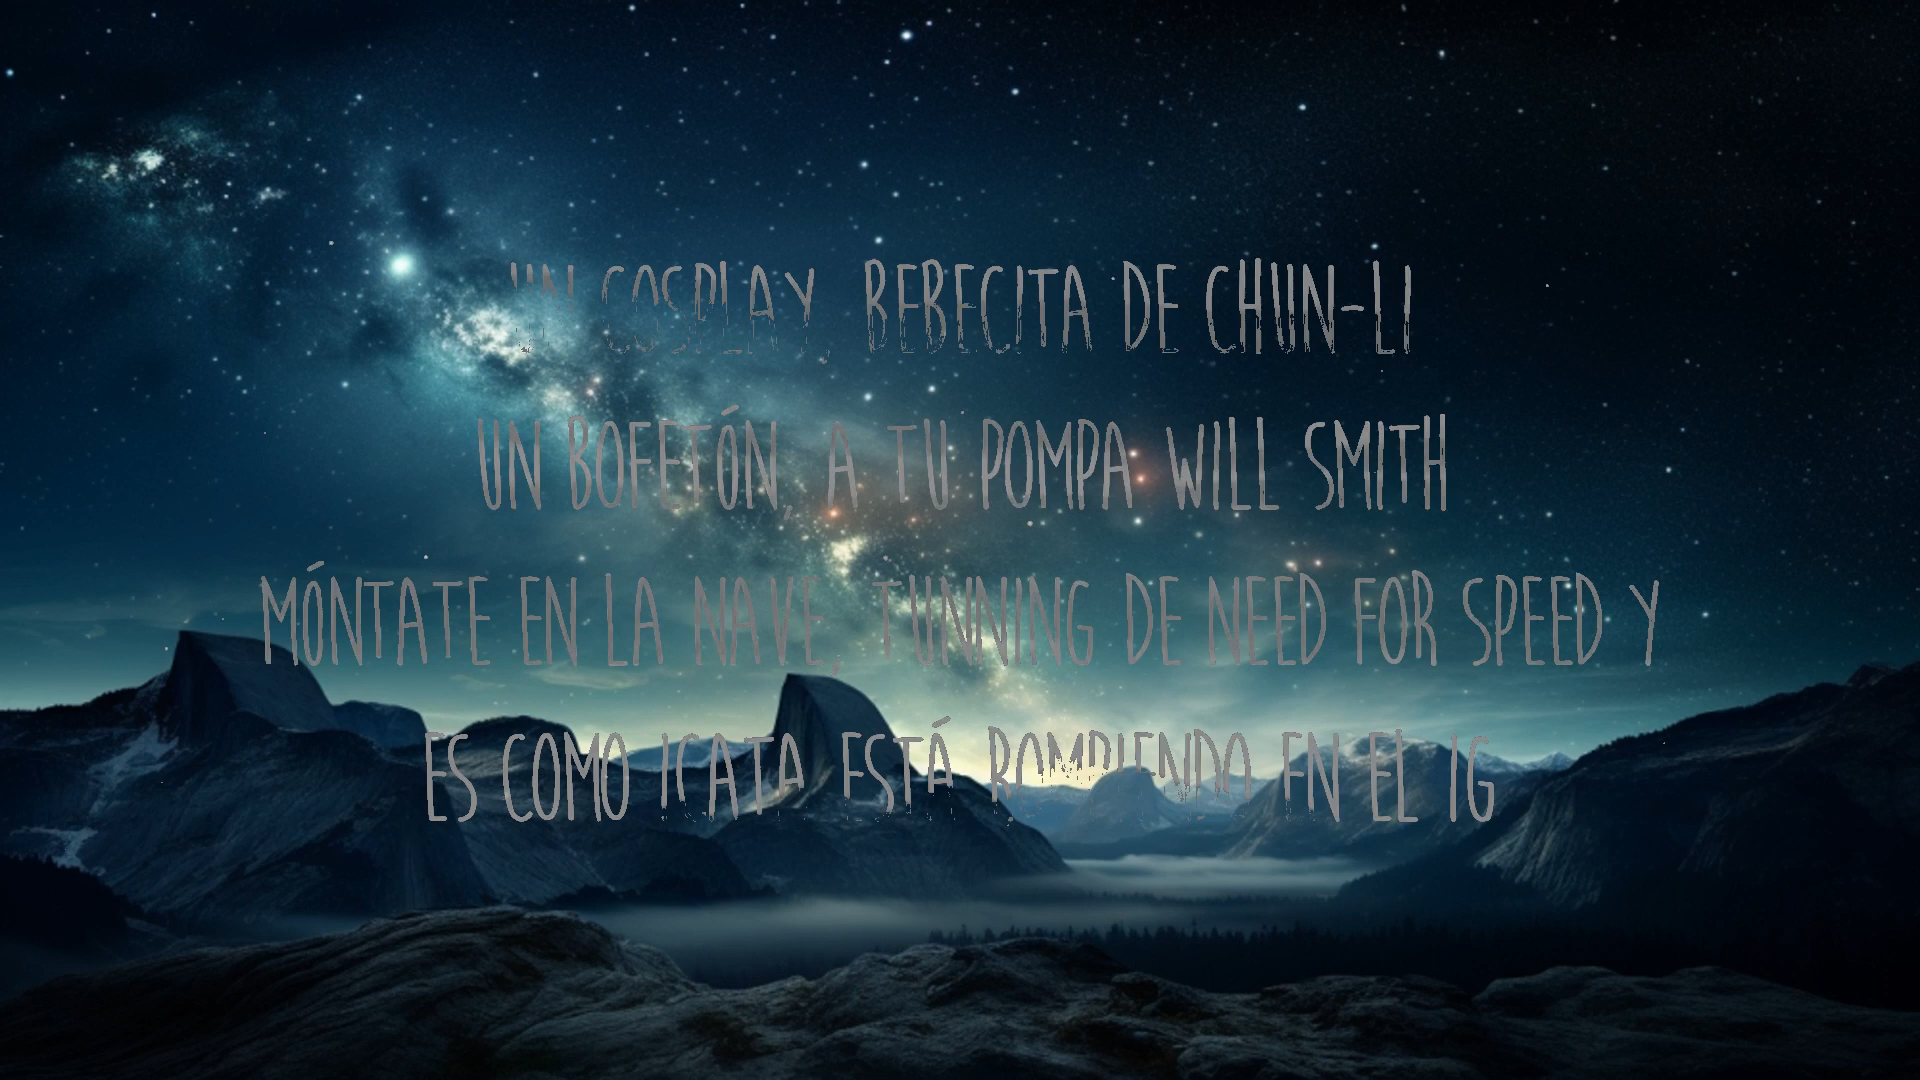 UN COSPLAY, BEBECITA DE CHUN-LI
UN BOFETÓN, A TU POMPA WILL SMITH
MÓNTATE EN LA NAVE, TUNNING DE NEED FOR SPEED Y
ES COMO ICATA ESTÁ ROMPIENDO EN EL IG